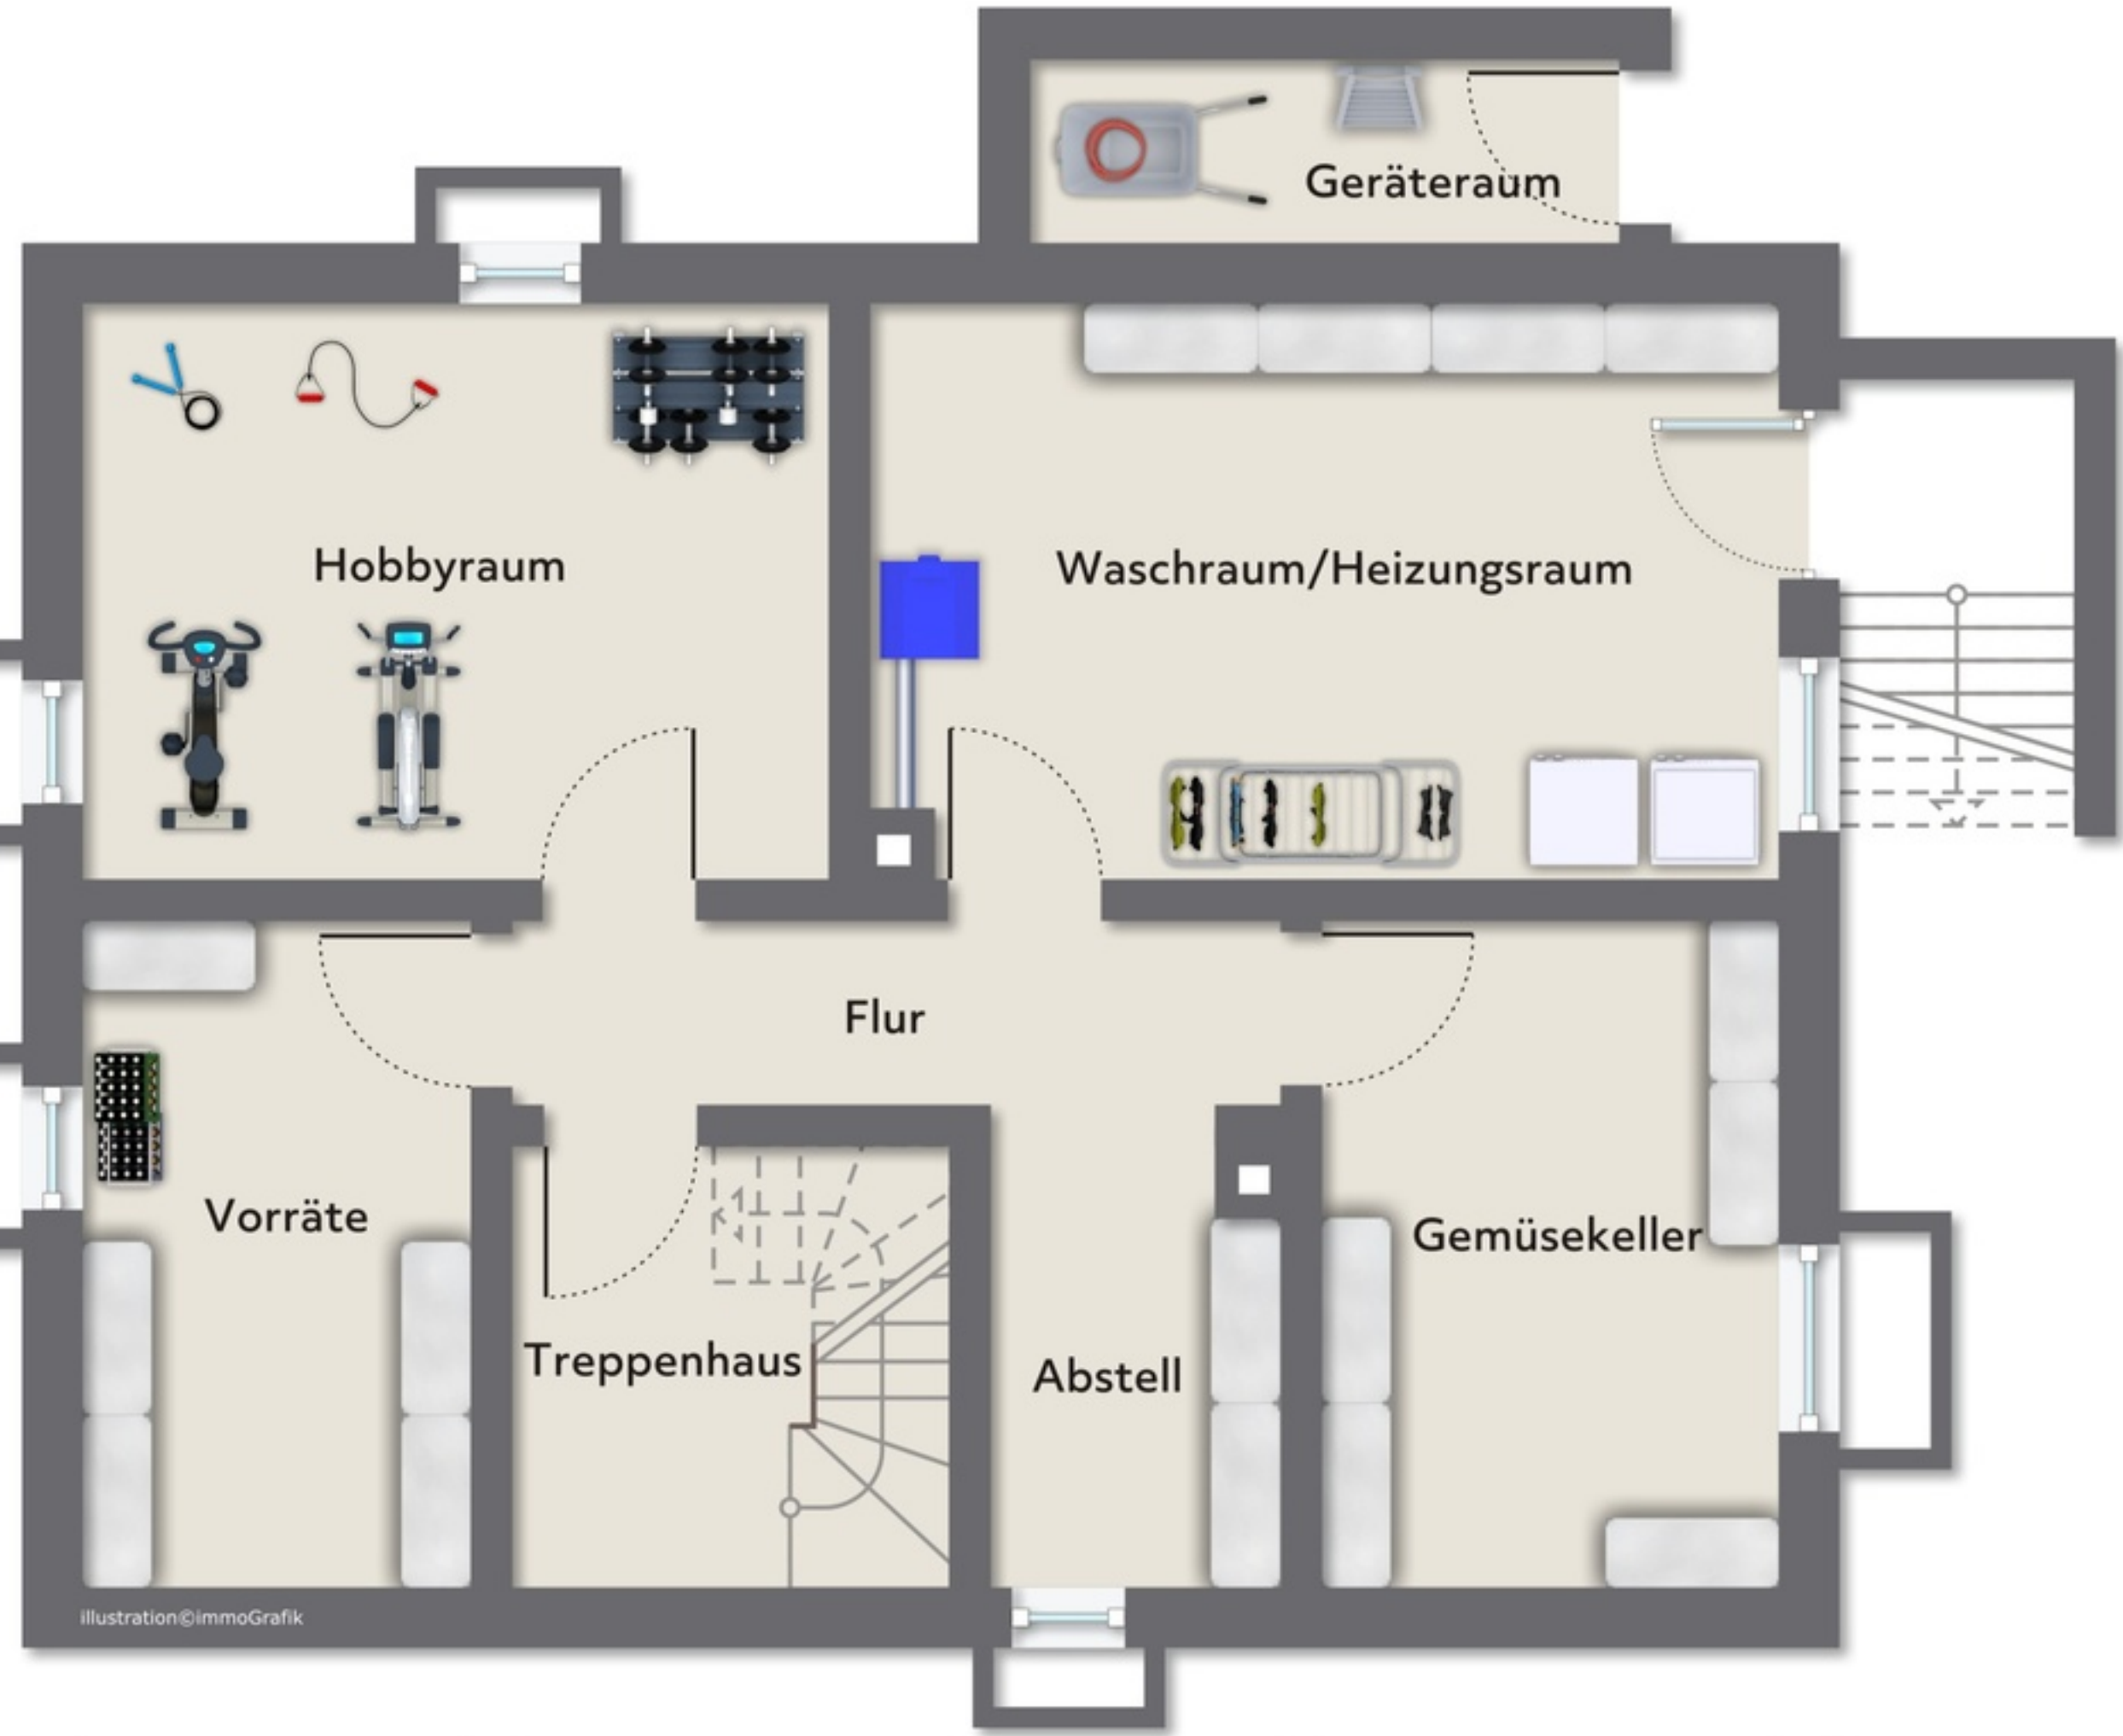 Geräteraum
Hobbyraum
Waschraum/Heizungsraum
Flur
Vorräte
Gemüsekeller
Treppenhaus
Abstell
illustration©immoGrafik